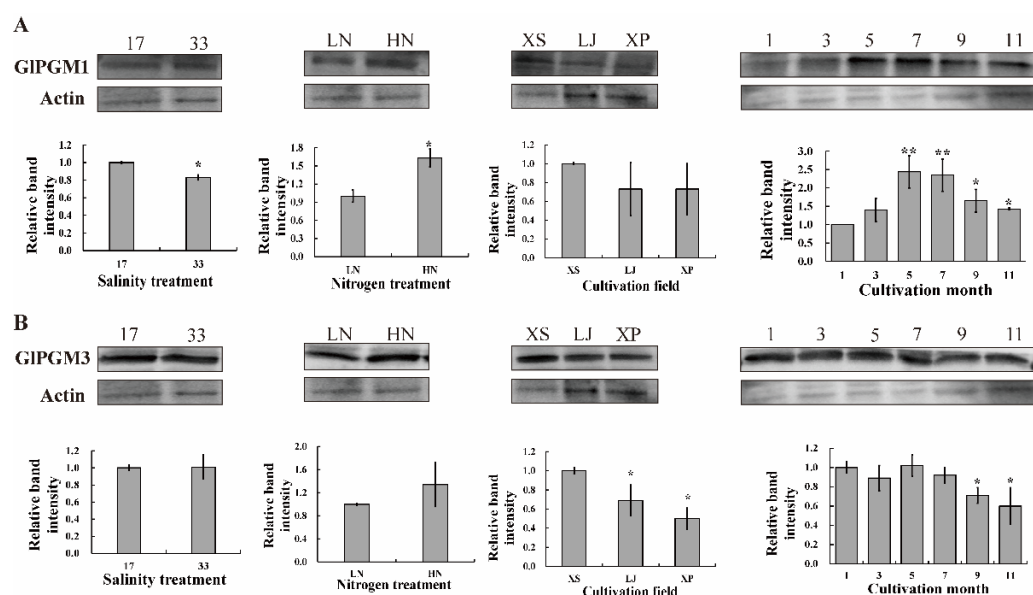 A
17 33
LN HN
XS LJ XP
1 3 5 7 9 11
GlPGM1
Actin
Relative band intensity
1.2
1.0
0.8
0.6
0.4
0.2
0.0
*
17 33
Salinity treatment
Relative band intensity
1.8
1.5
1.2
0.9
0.6
0.3
0.0
*
LN HN
Nitrogen treatment
Relative band intensity
1.2
1.0
0.8
0.6
0.4
0.2
0.0
XS LJ XP
Cultivation field
Relative band intensity
3.0
2.5
2.0
1.5
1.0
0.5
0.0
** ** * *
1 3 5 7 9 11
Cultivation month
B
17 33
LN HN
XS LJ XP
1 3 5 7 9 11
GlPGM3
Actin
Relative band intensity
1.2
1.0
0.8
0.6
0.4
0.2
0.0
17 33
Salinity treatment
Relative band intensity
2.0
1.6
1.2
0.8
0.4
0.0
LN HN
Nitrogen treatment
Relative band intensity
1.2
1.0
0.8
0.6
0.4
0.2
0.0
* *
XS LJ XP
Cultivation field
Relative band intensity
1.2
1.0
0.8
0.6
0.4
0.2
0.0
* *
1 3 5 7 9 11
Cultivation month